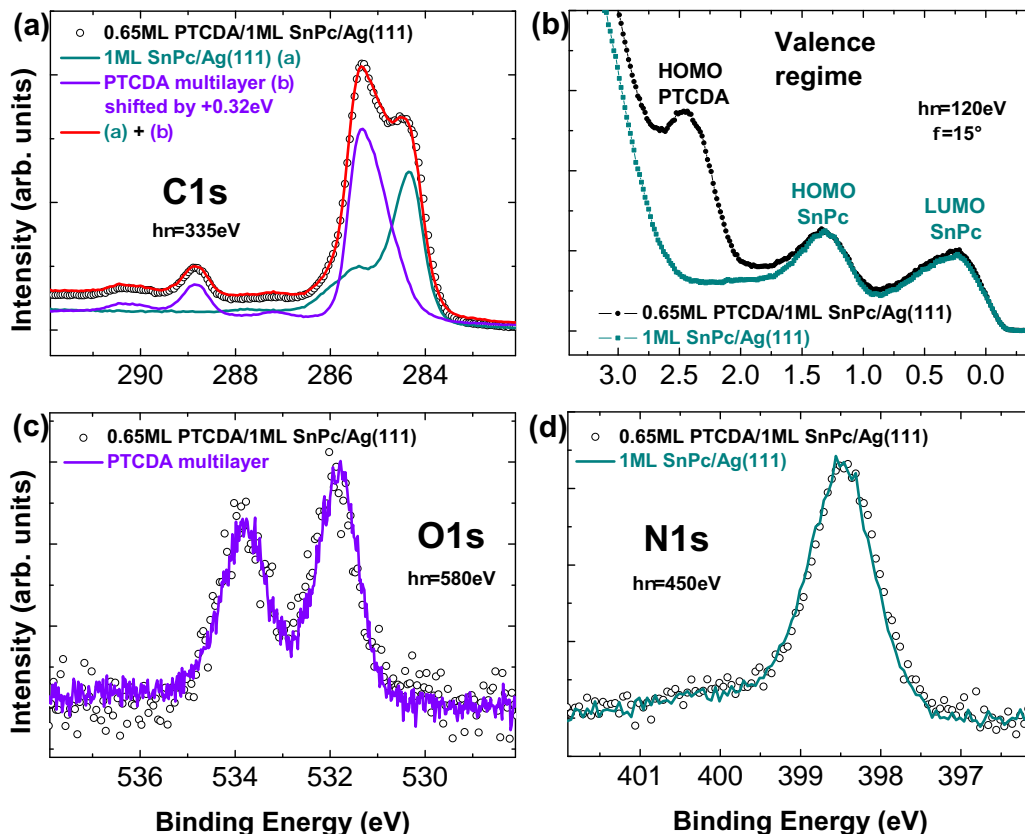 (a)
0.65ML PTCDA/1ML SnPc/Ag(111)
1ML SnPc/Ag(111) (a)
PTCDA multilayer (b)
shifted by +0.32eV
(a) + (b)
C1s
hn=335eV
Intensity (arb. units)
290 288 286 284
(b)
Valence
regime
HOMO
PTCDA
hn=120eV
f=15°
HOMO
SnPc
LUMO
SnPc
0.65ML PTCDA/1ML SnPc/Ag(111)
1ML SnPc/Ag(111)
3.0 2.5 2.0 1.5 1.0 0.5 0.0
(c)
0.65ML PTCDA/1ML SnPc/Ag(111)
PTCDA multilayer
O1s
hn=580eV
Intensity (arb. units)
536 534 532 530
Binding Energy (eV)
(d)
0.65ML PTCDA/1ML SnPc/Ag(111)
1ML SnPc/Ag(111)
N1s
hn=450eV
401 400 399 398 397
Binding Energy (eV)